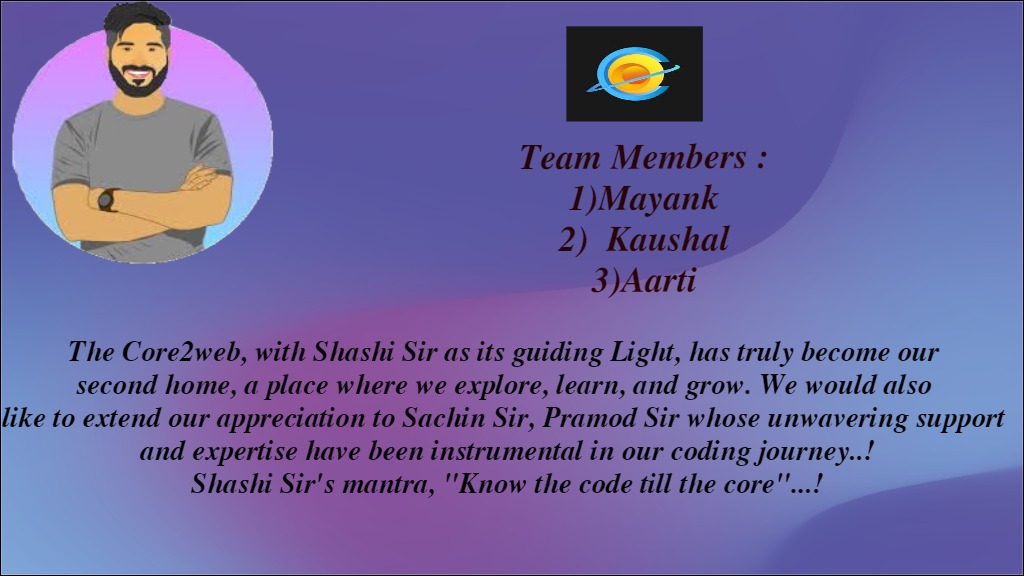 Team Members :
1)Mayank
2)  Kaushal
3)Aarti
The Core2web, with Shashi Sir as its guiding Light, has truly become our
second home, a place where we explore, learn, and grow. We would also
like to extend our appreciation to Sachin Sir, Pramod Sir whose unwavering support
and expertise have been instrumental in our coding journey..!
Shashi Sir's mantra, "Know the code till the core"...!